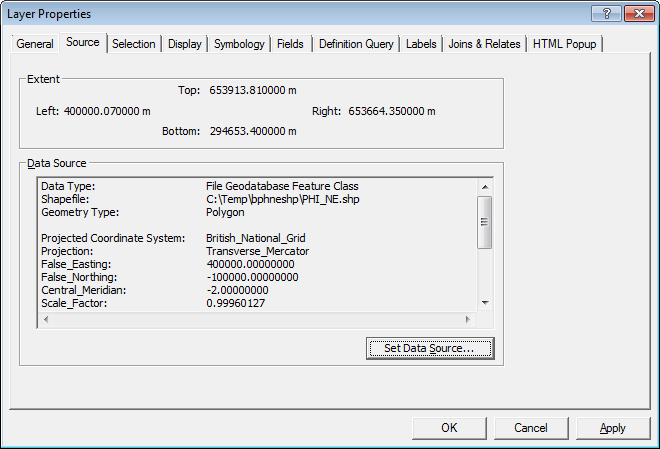 Layer Properties
General Source Selection Display Symbology Fields Definition Query Labels Joins & Relates HTML Popup
Extent
Top: 653913.810000 m
Left: 400000.070000 m Right: 653664.350000 m
Bottom: 294653.400000 m
Data Source
Data Type: File Geodatabase Feature Class
Shapefile: C:\Temp\bphneshp\PHI_NE.shp
Geometry Type: Polygon
Projected Coordinate System: British_National_Grid
Projection: Transverse_Mercator
False_Easting: 400000.00000000
False_Northing: -100000.00000000
Central_Meridian: -2.00000000
Scale_Factor: 0.99960127
Set Data Source...
OK Cancel Apply